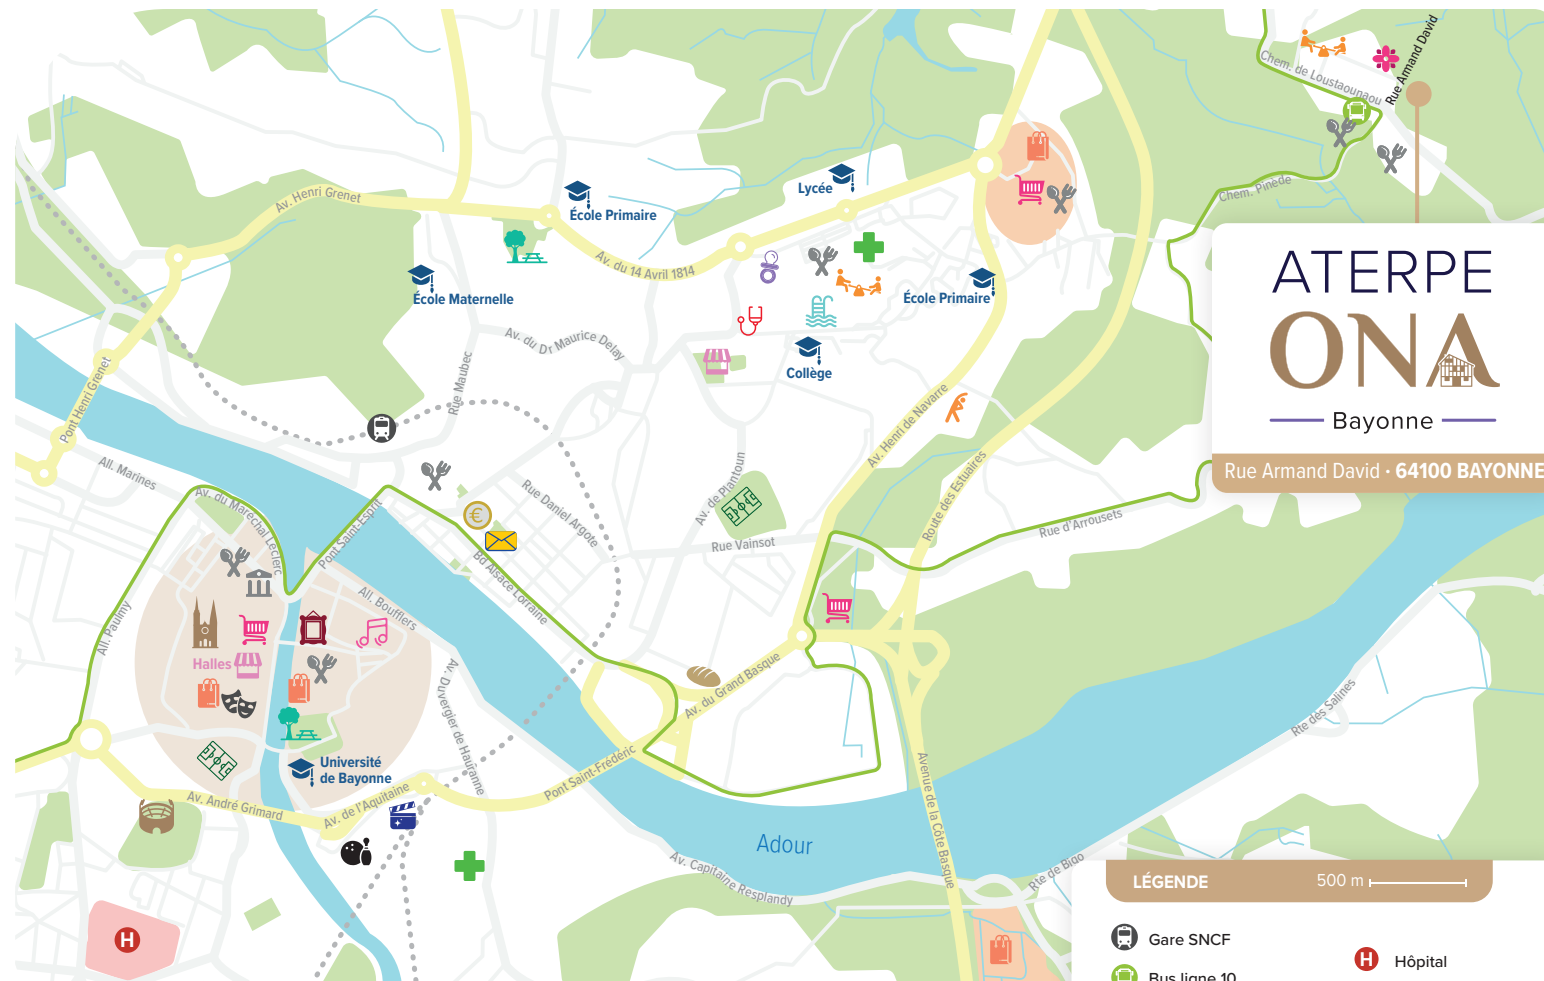 Rue Armand David
Chem. de Loustaounaou
Chem. Pinède
Lycée
École Primaire
Av. Henri Grenet
Av. du 14 Avril 1814
École Maternelle
École Primaire
ATERPE
ONA
Bayonne
Rue Armand David · 64100 BAYONNE
Av. du Dr Maurice Delay
Collège
Rue Maubec
Pont Henri Grenet
Av. Henri de Navarre
All. Marines
Av. du Maréchal Leclerc
Pont Saint-Esprit
Rue Daniel Argote
Av. de Plantoun
Rue Vainsot
Route des Estuaires
Rue d'Arrousets
€
Bd Alsace Lorraine
All. Boufflers
All. Paulmy
Halles
Av. Duvergier de Hauranne
Av. du Grand Basque
Université
de Bayonne
Pont Saint-Frédéric
Av. André Grimard
Av. de l'Aquitaine
Avenue de la Côte Basque
Rte des Salines
Adour
Av. Capitaine Resplandy
Rte de Bigo
H
LÉGENDE
500 m
Gare SNCF
H Hôpital
Bus ligne 10